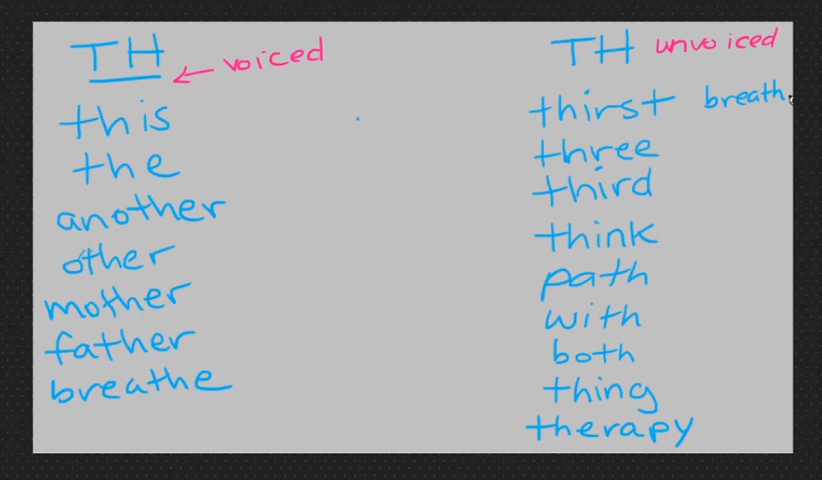 TH ← voiced
this
the
another
other
mother
father
breathe
TH unvoiced
thirst breath
three
third
think
path
with
both
thing
therapy